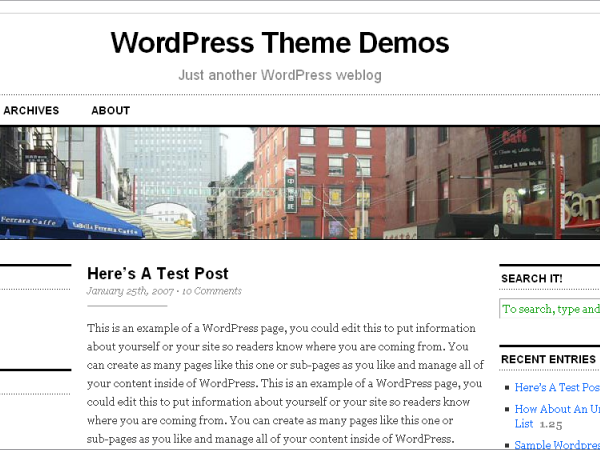 WordPress Theme Demos
Just another WordPress weblog
ARCHIVES ABOUT
Café
Ferrara Caffe
Here's A Test Post
January 25th, 2007 • 10 Comments
This is an example of a WordPress page, you could edit this to put information
about yourself or your site so readers know where you are coming from. You
can create as many pages like this one or sub-pages as you like and manage all of
your content inside of WordPress. This is an example of a WordPress page, you
could edit this to put information about yourself or your site so readers know
where you are coming from. You can create as many pages like this one or
sub-pages as you like and manage all of your content inside of WordPress.
SEARCH IT!
To search, type and
RECENT ENTRIES
Here's A Test Pos
How About An Un
List 1.25
Sample Wordpres